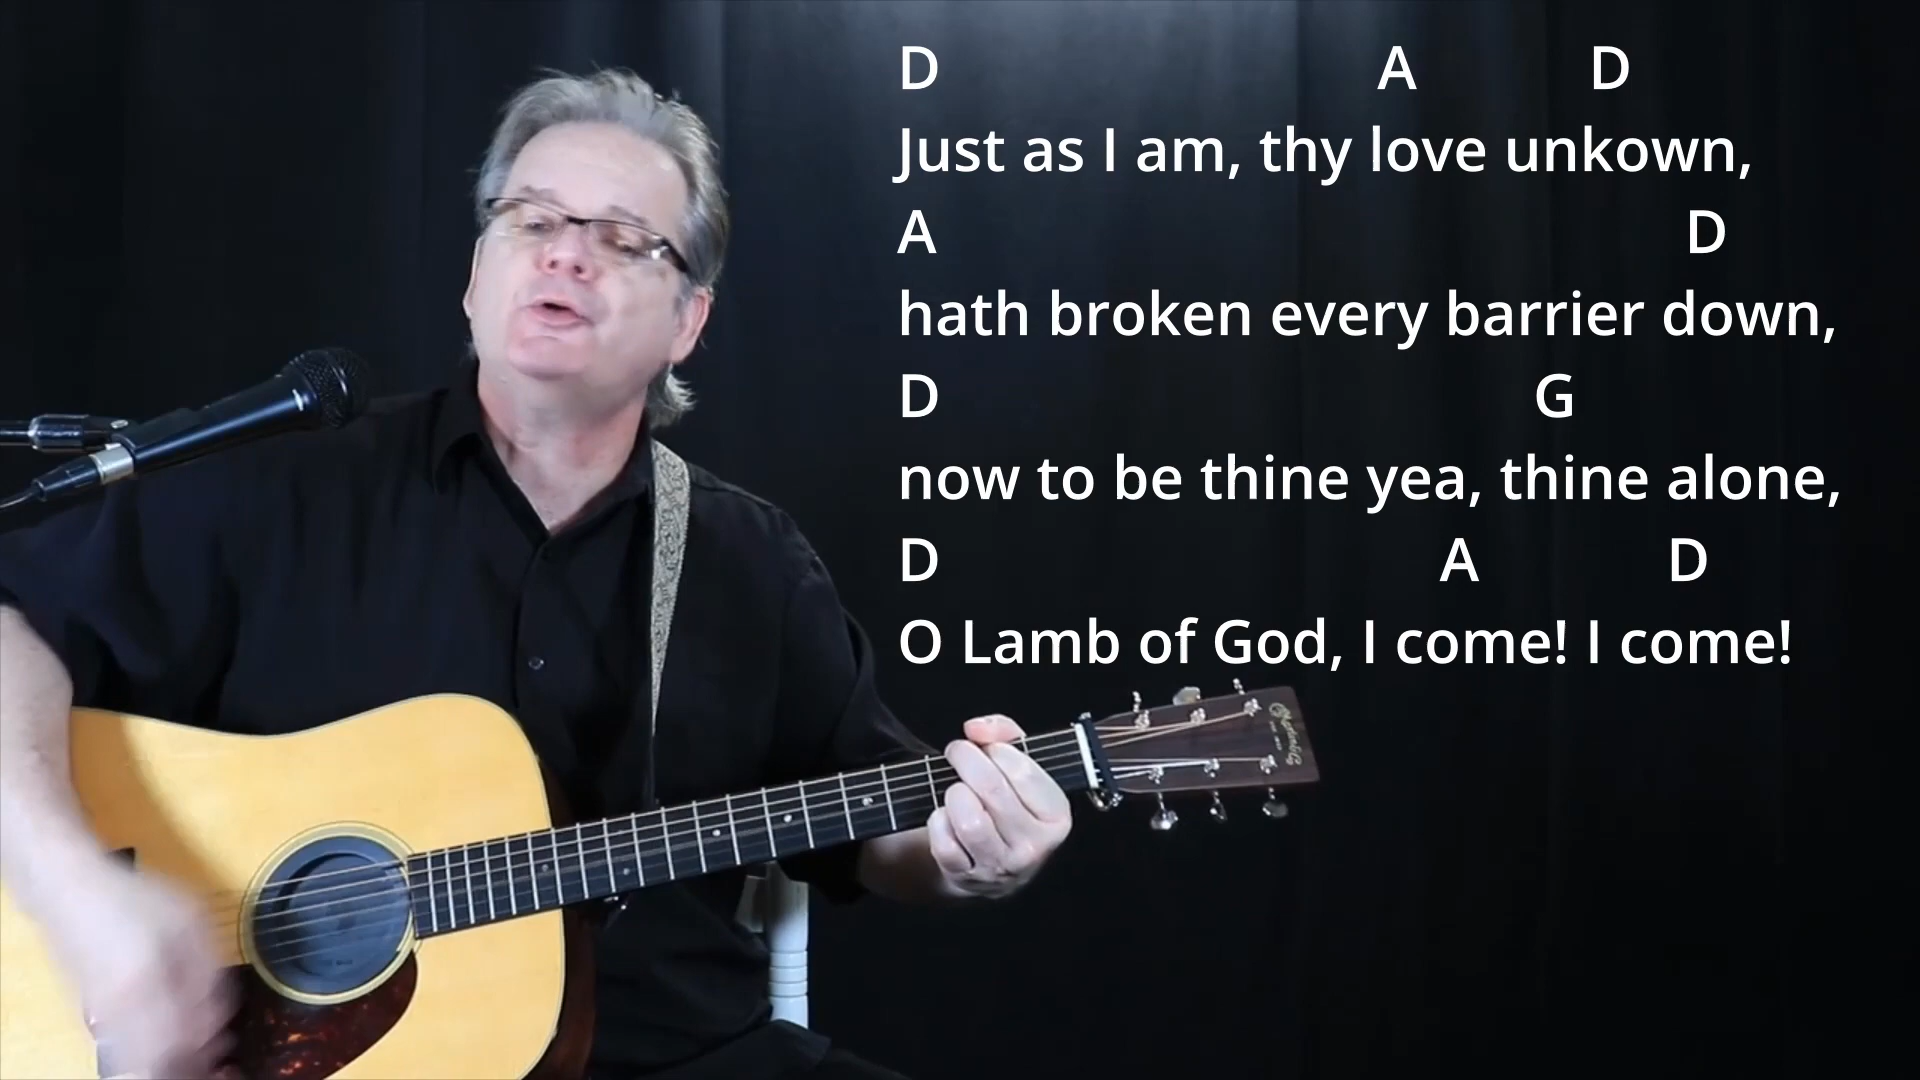 D A D
Just as I am, thy love unkown,
A D
hath broken every barrier down,
D G
now to be thine yea, thine alone,
D A D
O Lamb of God, I come! I come!